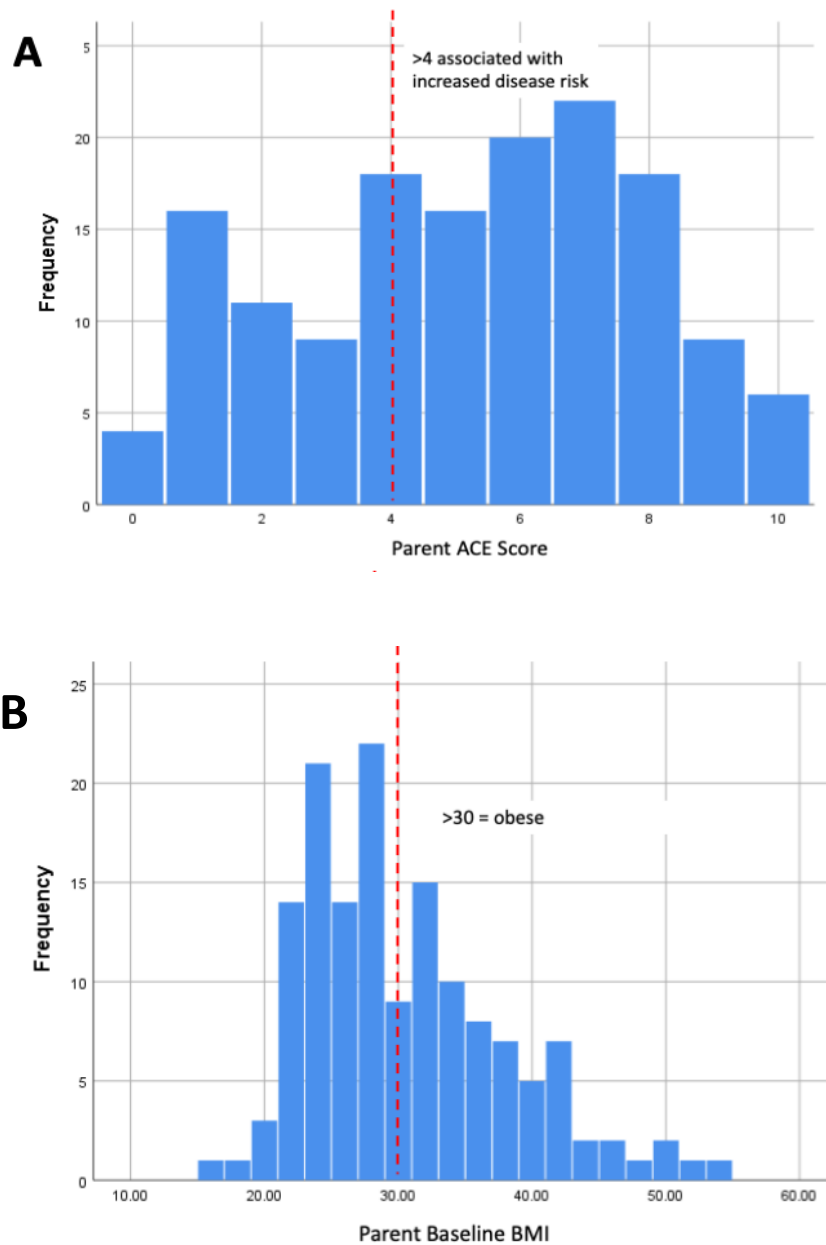 A
5
>4 associated with
increased disease risk
20
15
10
5
0
Frequency
0 2 4 6 8 10
Parent ACE Score
B
25
20
>30 = obese
15
10
5
0
Frequency
10.00 20.00 30.00 40.00 50.00 60.00
Parent Baseline BMI